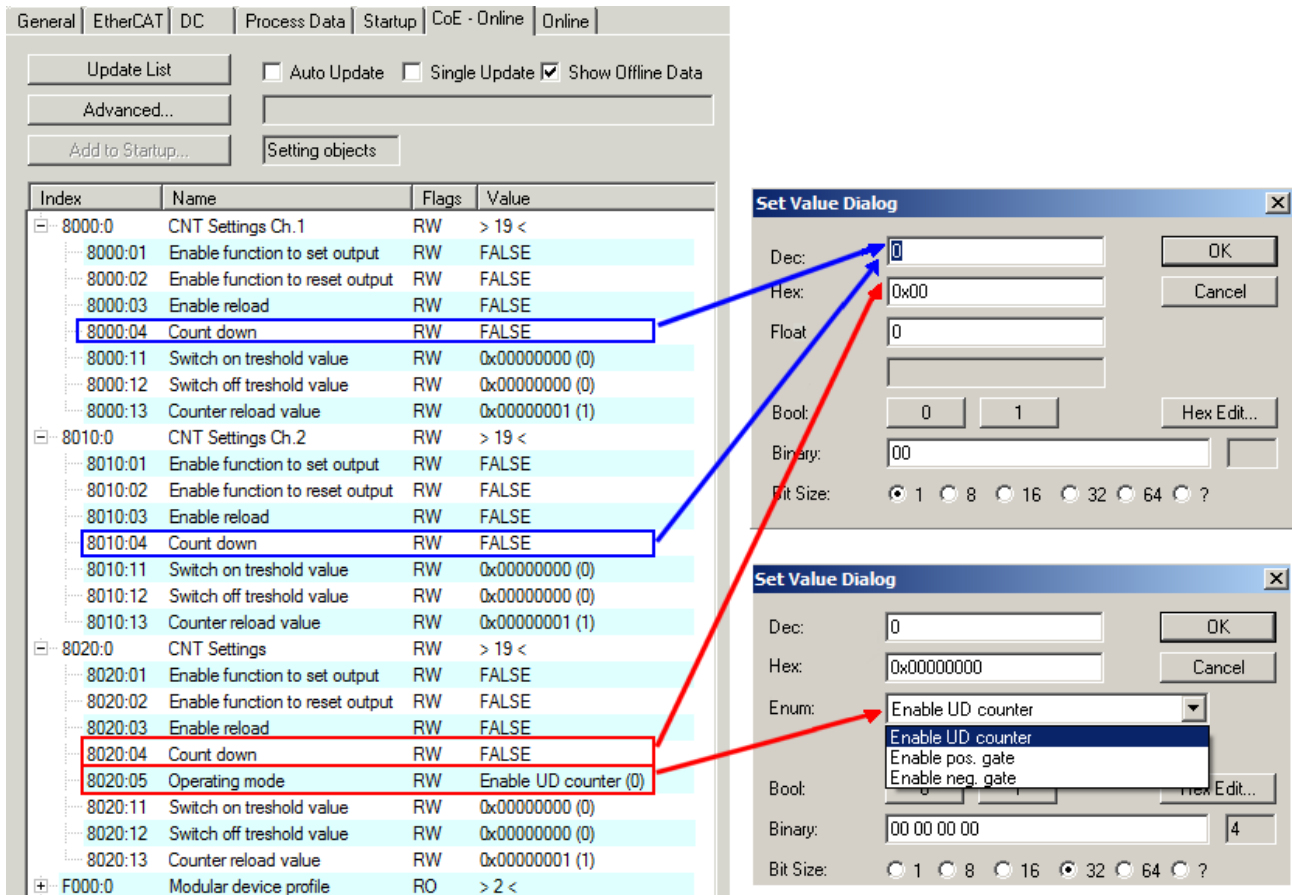 General EtherCAT DC Process Data Startup CoE - Online Online
Update List Auto Update Single Update Show Offline Data
Advanced...
Add to Startup... Setting objects
Index Name Flags Value
8000:0 CNT Settings Ch.1 RW > 19 <
8000:01 Enable function to set output RW FALSE
8000:02 Enable function to reset output RW FALSE
8000:03 Enable reload RW FALSE
8000:04 Count down RW FALSE
8000:11 Switch on treshold value RW 0x00000000 (0)
8000:12 Switch off treshold value RW 0x00000000 (0)
8000:13 Counter reload value RW 0x00000001 (1)
8010:0 CNT Settings Ch.2 RW > 19 <
8010:01 Enable function to set output RW FALSE
8010:02 Enable function to reset output RW FALSE
8010:03 Enable reload RW FALSE
8010:04 Count down RW FALSE
8010:11 Switch on treshold value RW 0x00000000 (0)
8010:12 Switch off treshold value RW 0x00000000 (0)
8010:13 Counter reload value RW 0x00000001 (1)
8020:0 CNT Settings RW > 19 <
8020:01 Enable function to set output RW FALSE
8020:02 Enable function to reset output RW FALSE
8020:03 Enable reload RW FALSE
8020:04 Count down RW FALSE
8020:05 Operating mode RW Enable UD counter (0)
8020:11 Switch on treshold value RW 0x00000000 (0)
8020:12 Switch off treshold value RW 0x00000000 (0)
8020:13 Counter reload value RW 0x00000001 (1)
F000:0 Modular device profile RO > 2 <
Set Value Dialog
Dec: 0 OK
Hex: 0x00 Cancel
Float 0
Bool: 0 1 Hex Edit...
Binary: 00
Bit Size: 1 8 16 32 64 ?
Set Value Dialog
Dec: 0 OK
Hex: 0x00000000 Cancel
Enum: Enable UD counter
Enable UD counter
Enable pos. gate
Enable neg. gate
Bool: 0 1 Hex Edit...
Binary: 00 00 00 00 4
Bit Size: 1 8 16 32 64 ?